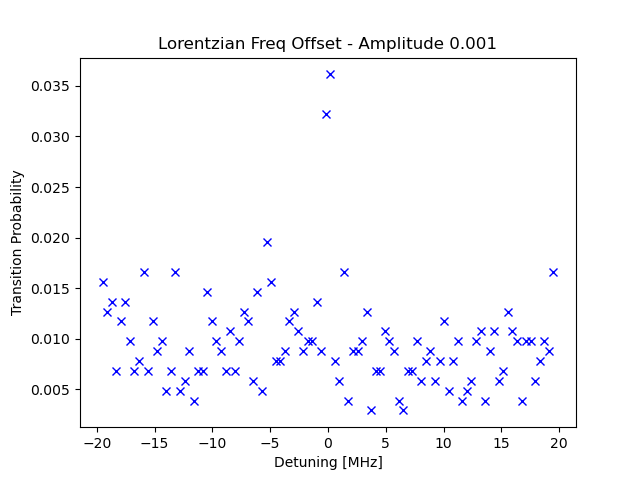 Lorentzian Freq Offset - Amplitude 0.001
0.035
0.030
0.025
0.020
0.015
0.010
0.005
Transition Probability
−20 −15 −10 −5 0 5 10 15 20
Detuning [MHz]